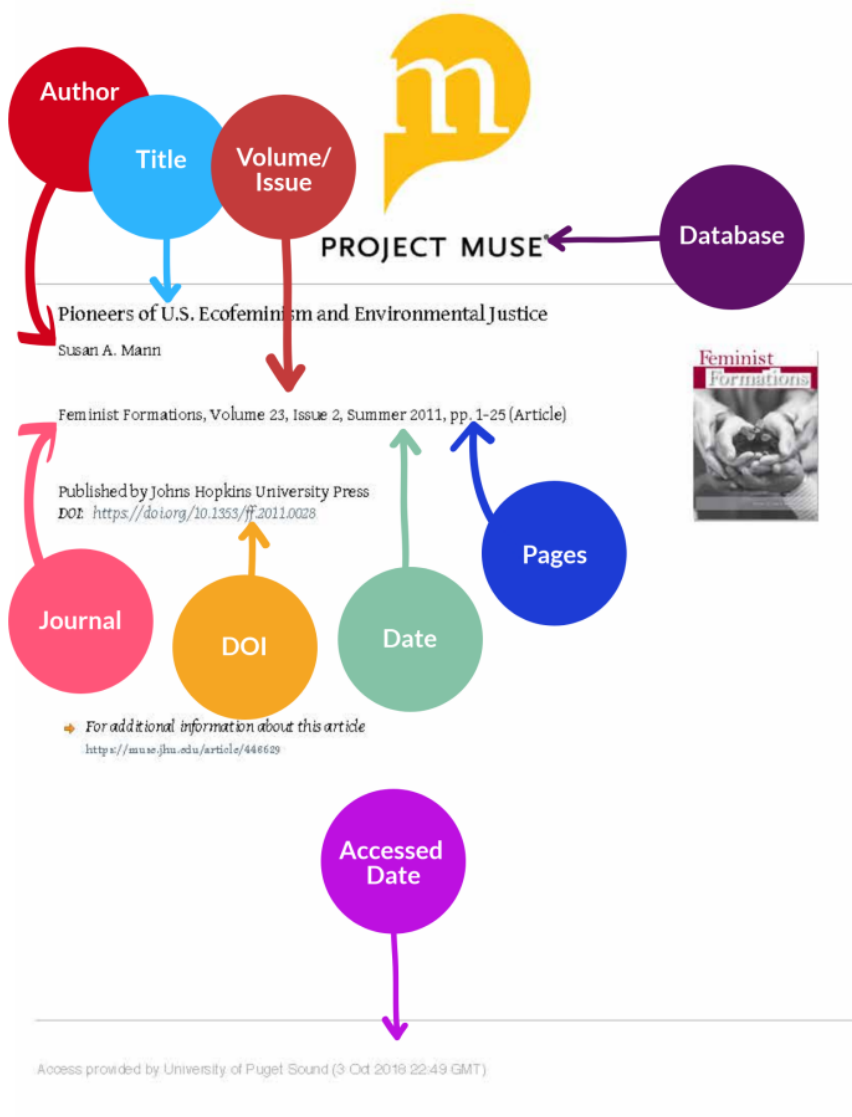 Author
Title
Volume/
Issue
m
PROJECT MUSE®
Database
Pioneers of U.S. Ecofeminism and Environmental Justice
Susan A. Mann
Feminist
Formations
Feminist Formations, Volume 23, Issue 2, Summer 2011, pp. 1-25 (Article)
Published by Johns Hopkins University Press
DOI: https://doi.org/10.1353/ff.2011.0028
Pages
Journal
DOI
Date
For additional information about this article
https://muse.jhu.edu/article/446629
Accessed
Date
Access provided by University of Puget Sound (3 Oct 2018 22:49 GMT)